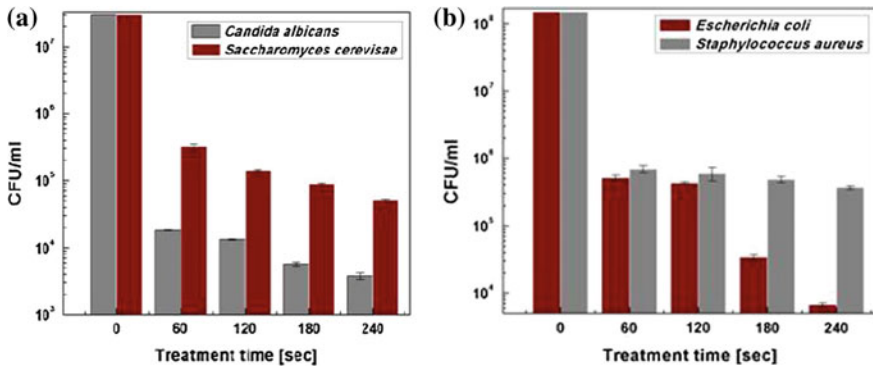 (a)
Candida albicans
Saccharomyces cerevisae
10^7
10^6
10^5
10^4
10^3
CFU/ml
0 60 120 180 240
Treatment time [sec]
(b)
Escherichia coli
Staphylococcus aureus
10^8
10^7
10^6
10^5
10^4
CFU/ml
0 60 120 180 240
Treatment time [sec]